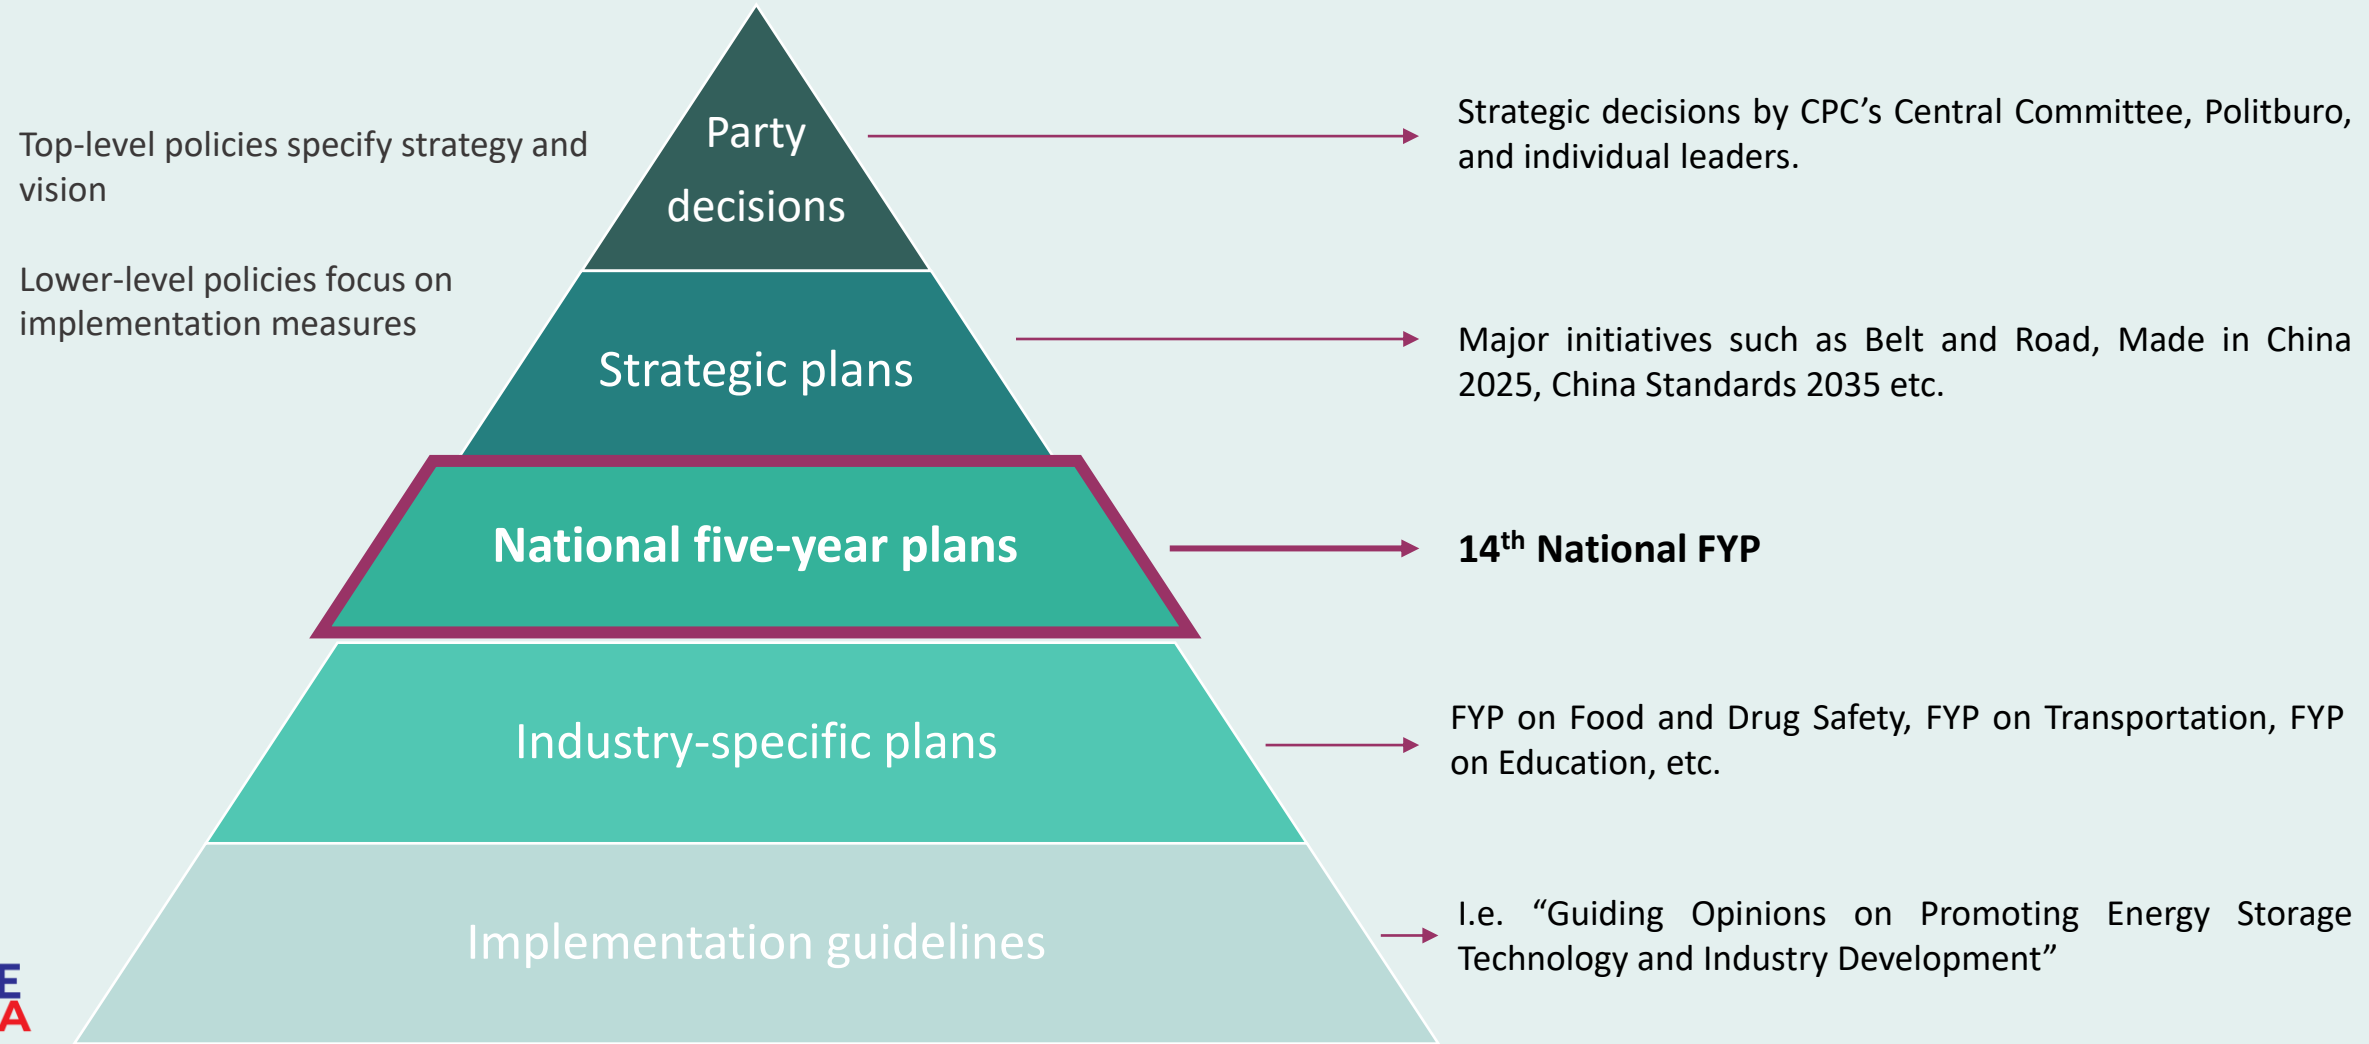 Top-level policies specify strategy and
vision
Lower-level policies focus on
implementation measures
Party
decisions
Strategic plans
National five-year plans
Industry-specific plans
Implementation guidelines
Strategic decisions by CPC’s Central Committee, Politburo,
and individual leaders.
Major initiatives such as Belt and Road, Made in China
2025, China Standards 2035 etc.
14th National FYP
FYP on Food and Drug Safety, FYP on Transportation, FYP
on Education, etc.
I.e. “Guiding Opinions on Promoting Energy Storage
Technology and Industry Development”
E
A